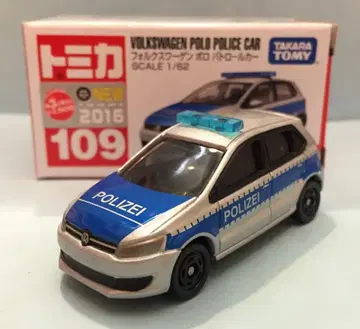 トミカ
VOLKSWAGEN POLO POLICE CAR
フォルクスワーゲン ポロ パトロールカー
SCALE 1/62
TAKARA
TOMY
NEW
2016
109
POLIZEI
POLIZEI